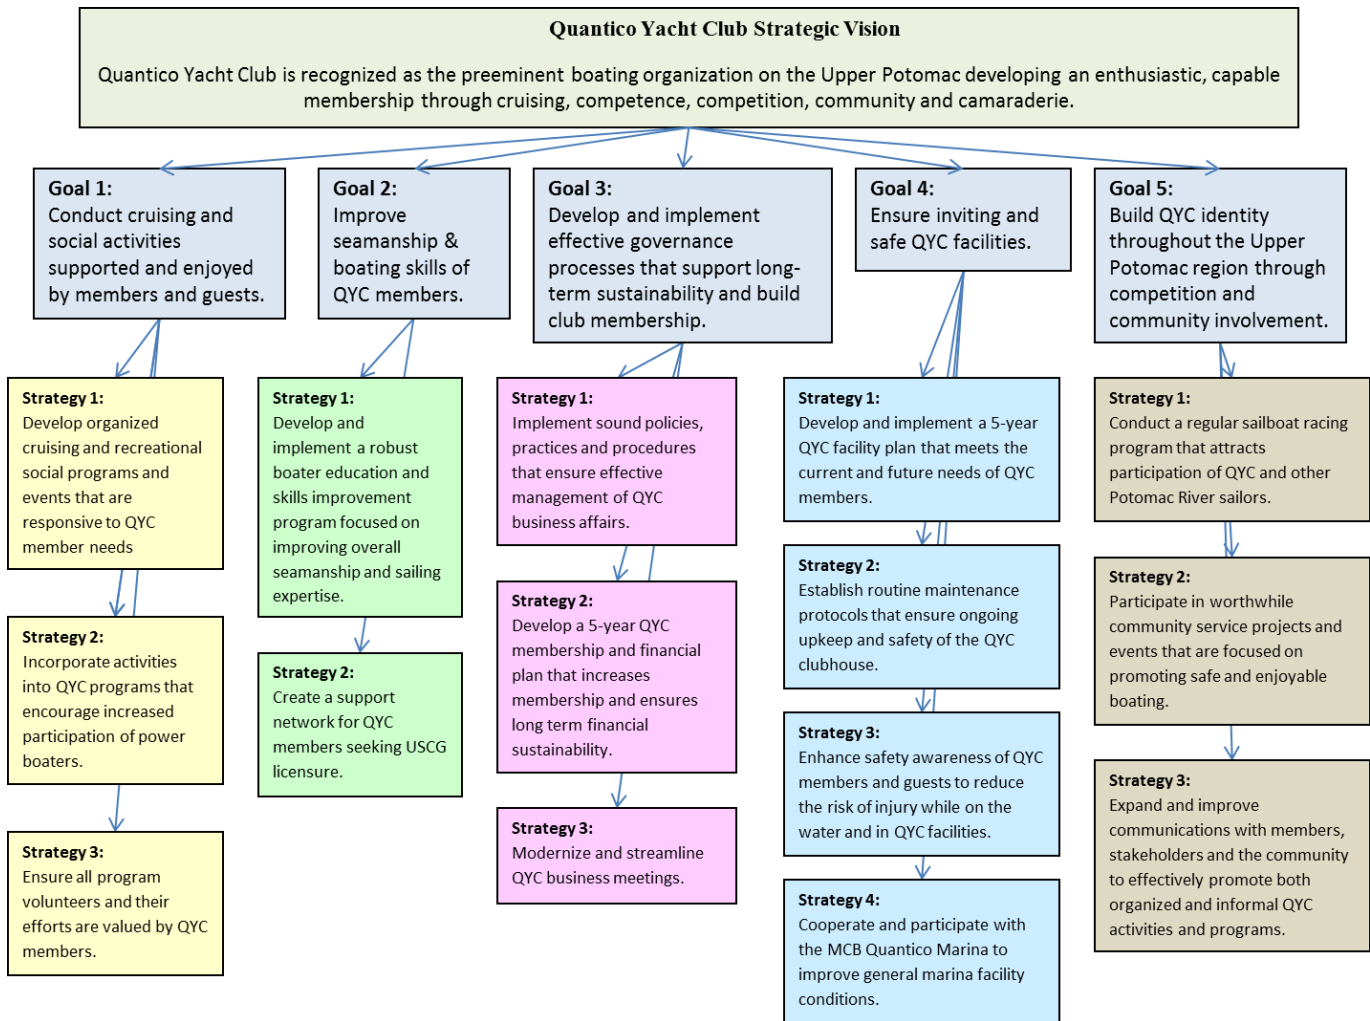 Quantico Yacht Club Strategic Vision
Quantico Yacht Club is recognized as the preeminent boating organization on the Upper Potomac developing an enthusiastic, capable
membership through cruising, competence, competition, community and camaraderie.
Goal 1:
Conduct cruising and
social activities
supported and enjoyed
by members and guests.
Goal 2:
Improve
seamanship &
boating skills of
QYC members.
Goal 3:
Develop and implement
effective governance
processes that support long-
term sustainability and build
club membership.
Goal 4:
Ensure inviting and
safe QYC facilities.
Goal 5:
Build QYC identity
throughout the Upper
Potomac region through
competition and
community involvement.
Strategy 1:
Develop organized
cruising and recreational
social programs and
events that are
responsive to QYC
member needs
Strategy 2:
Incorporate activities
into QYC programs that
encourage increased
participation of power
boaters.
Strategy 3:
Ensure all program
volunteers and their
efforts are valued by QYC
members.
Strategy 1:
Develop and
implement a robust
boater education and
skills improvement
program focused on
improving overall
seamanship and sailing
expertise.
Strategy 2:
Create a support
network for QYC
members seeking USCG
licensure.
Strategy 1:
Implement sound policies,
practices and procedures
that ensure effective
management of QYC
business affairs.
Strategy 2:
Develop a 5-year QYC
membership and financial
plan that increases
membership and ensures
long term financial
sustainability.
Strategy 3:
Modernize and streamline
QYC business meetings.
Strategy 1:
Develop and implement a 5-year
QYC facility plan that meets the
current and future needs of QYC
members.
Strategy 2:
Establish routine maintenance
protocols that ensure ongoing
upkeep and safety of the QYC
clubhouse.
Strategy 3:
Enhance safety awareness of QYC
members and guests to reduce
the risk of injury while on the
water and in QYC facilities.
Strategy 4:
Cooperate and participate with
the MCB Quantico Marina to
improve general marina facility
conditions.
Strategy 1:
Conduct a regular sailboat racing
program that attracts
participation of QYC and other
Potomac River sailors.
Strategy 2:
Participate in worthwhile
community service projects and
events that are focused on
promoting safe and enjoyable
boating.
Strategy 3:
Expand and improve
communications with members,
stakeholders and the community
to effectively promote both
organized and informal QYC
activities and programs.